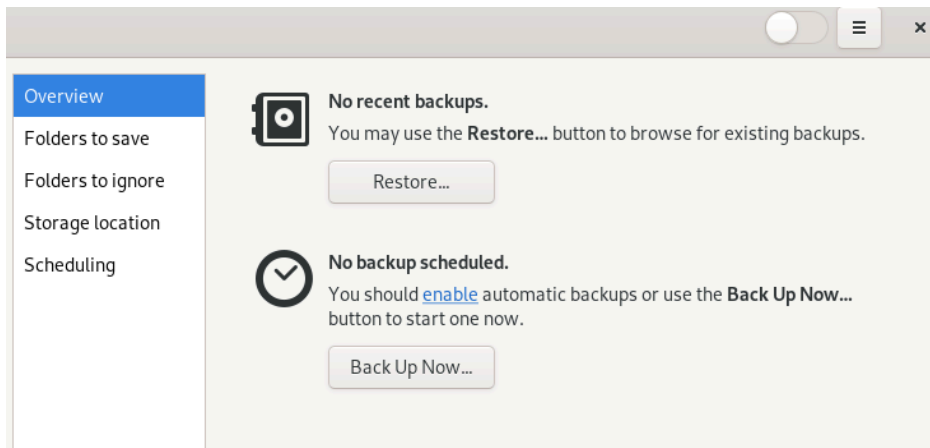 Overview
Folders to save
Folders to ignore
Storage location
Scheduling
No recent backups.
You may use the Restore... button to browse for existing backups.
Restore...
No backup scheduled.
You should enable automatic backups or use the Back Up Now...
button to start one now.
Back Up Now...